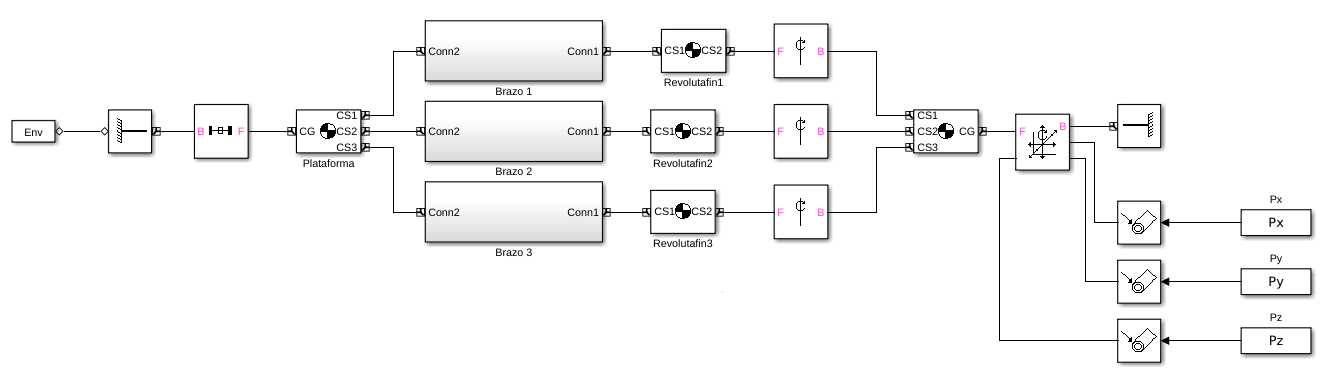 Conn2 Conn1
Brazo 1
CS1 CS2
Revolutafin1
F B
Env
B F
CG CS1
CS2
CS3
Plataforma
Conn2 Conn1
Brazo 2
CS1 CS2
Revolutafin2
F B
CS1
CS2 CG
CS3
F B
Conn2 Conn1
Brazo 3
CS1 CS2
Revolutafin3
F B
Px
Px
Py
Py
Pz
Pz